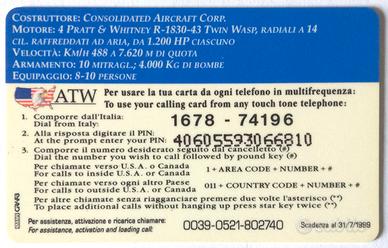 COSTRUTTORE: CONSOLIDATED AIRCRAFT CORP.
MOTORE: 4 PRATT & WHITNEY R-1830-43 TWIN WASP, RADIALI A 14
CIL. RAFFREDDATI AD ARIA, DA 1.200 HP CIASCUNO
VELOCITÀ: KM/H 488 A 7.620 M DI QUOTA
ARMAMENTO: 10 MITRAGL.; 4.000 KG DI BOMBE
EQUIPAGGIO: 8-10 PERSONE
ATW
Per usare la tua carta da ogni telefono in multifrequenza:
To use your calling card from any touch tone telephone:
1. Comporre dall'Italia:
Dial from Italy:
1678 - 74196
2. Alla risposta digitare il PIN:
At the prompt enter your PIN:
40605593066810
3. Comporre il numero desiderato seguito dal cancelletto (#)
Dial the number you wish to call followed by pound key (#)
Per chiamate verso U.S.A. o Canada
For calls to inside U.S.A. or Canada
1 + AREA CODE + NUMBER + #
Per chiamate verso ogni altro Paese
For calls to outside U.S.A. or Canada
011 + COUNTRY CODE + NUMBER + #
Per altre chiamate senza riagganciare premere due volte l'asterisco (**)
To place additional calls without hanging up press star key twice (**)
Per assistenza, attivazione e ricarica chiamare:
For assistance, activation and loading call:
0039-0521-802740
Scadenza al 31/7/1999